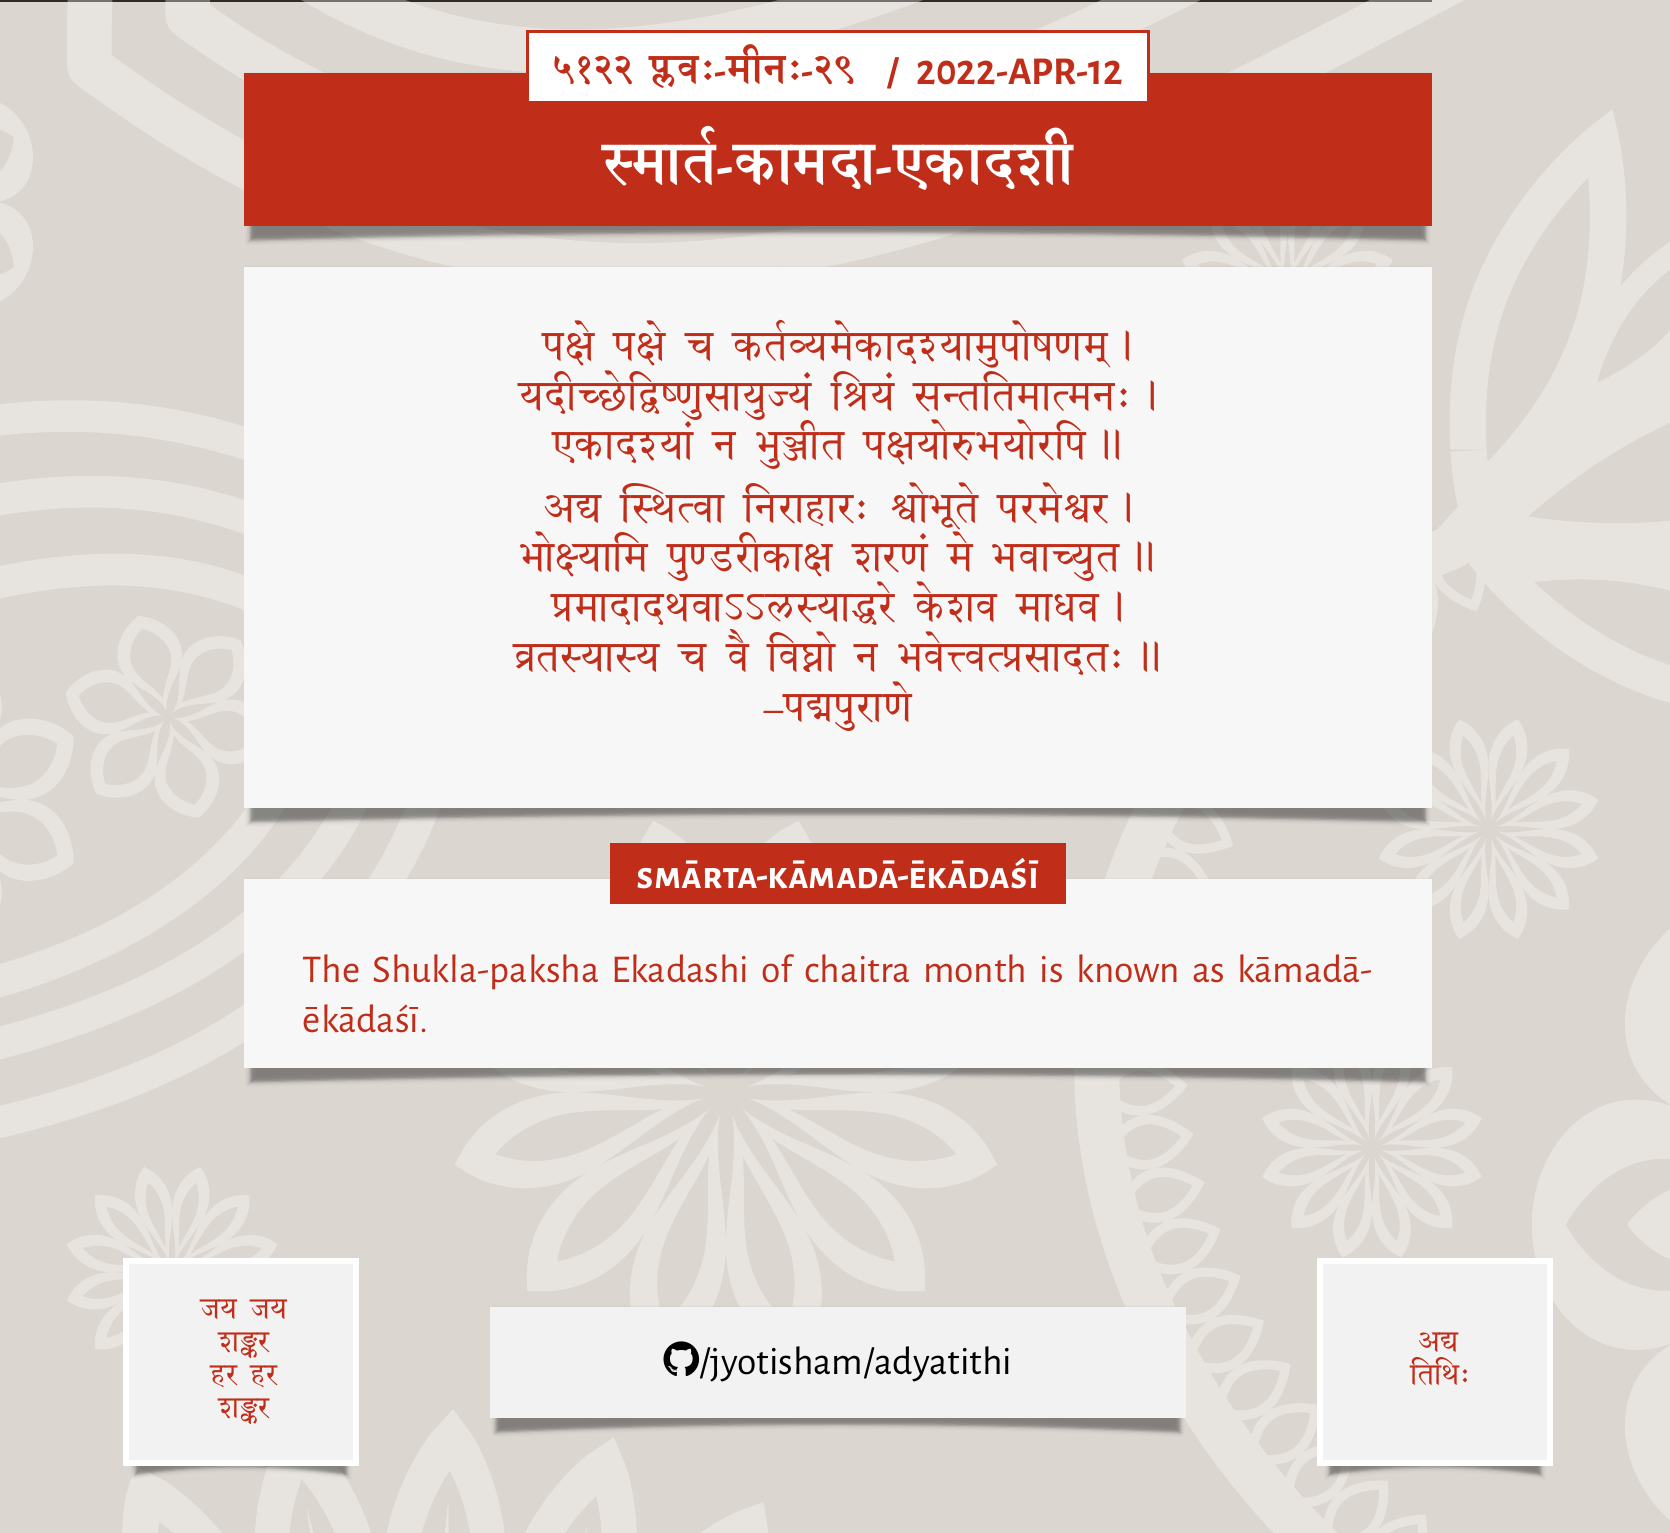 ५१२२ प्लवः-मीनः-२९ / 2022-APR-12
स्मार्त-कामदा-एकादशी
पक्षे पक्षे च कर्तव्यमेकादश्यामुपोषणम् ।
यदीच्छेद्विष्णुसायुज्यं श्रियं सन्ततिमात्मनः ।
एकादश्यां न भुञ्जीत पक्षयोरुभयोरपि ॥
अद्य स्थित्वा निराहारः श्वोभूते परमेश्वर ।
भोक्ष्यामि पुण्डरीकाक्ष शरणं मे भवाच्युत ॥
प्रमादादथवाऽऽलस्याद्धरे केशव माधव ।
व्रतस्यास्य च वै विघ्नो न भवेत्त्वत्प्रसादतः ॥
–पद्मपुराणे
SMĀRTA-KĀMADĀ-ĒKĀDAŚĪ
The Shukla-paksha Ekadashi of chaitra month is known as kāmadā-
ēkādaśī.
जय जय
शङ्कर
हर हर
शङ्कर
/jyotisham/adyatithi
अद्य
तिथिः